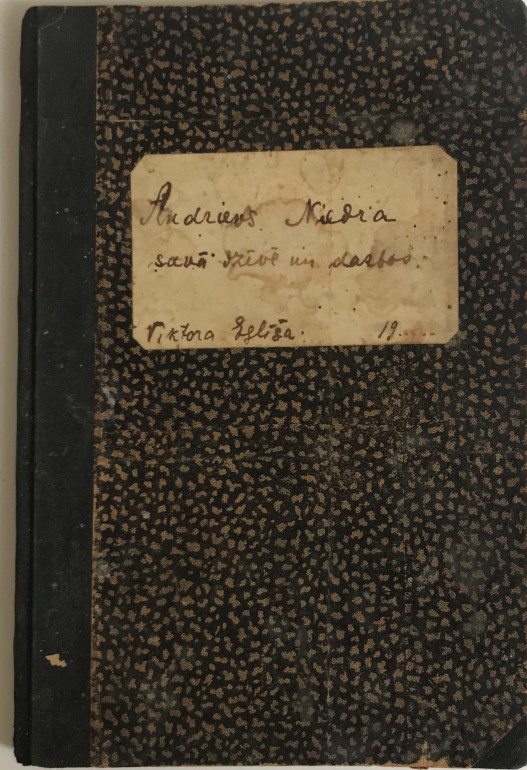 Andrievs Niedra
savā dzīvē un darbos.
Viktora Eglīša. 19.....